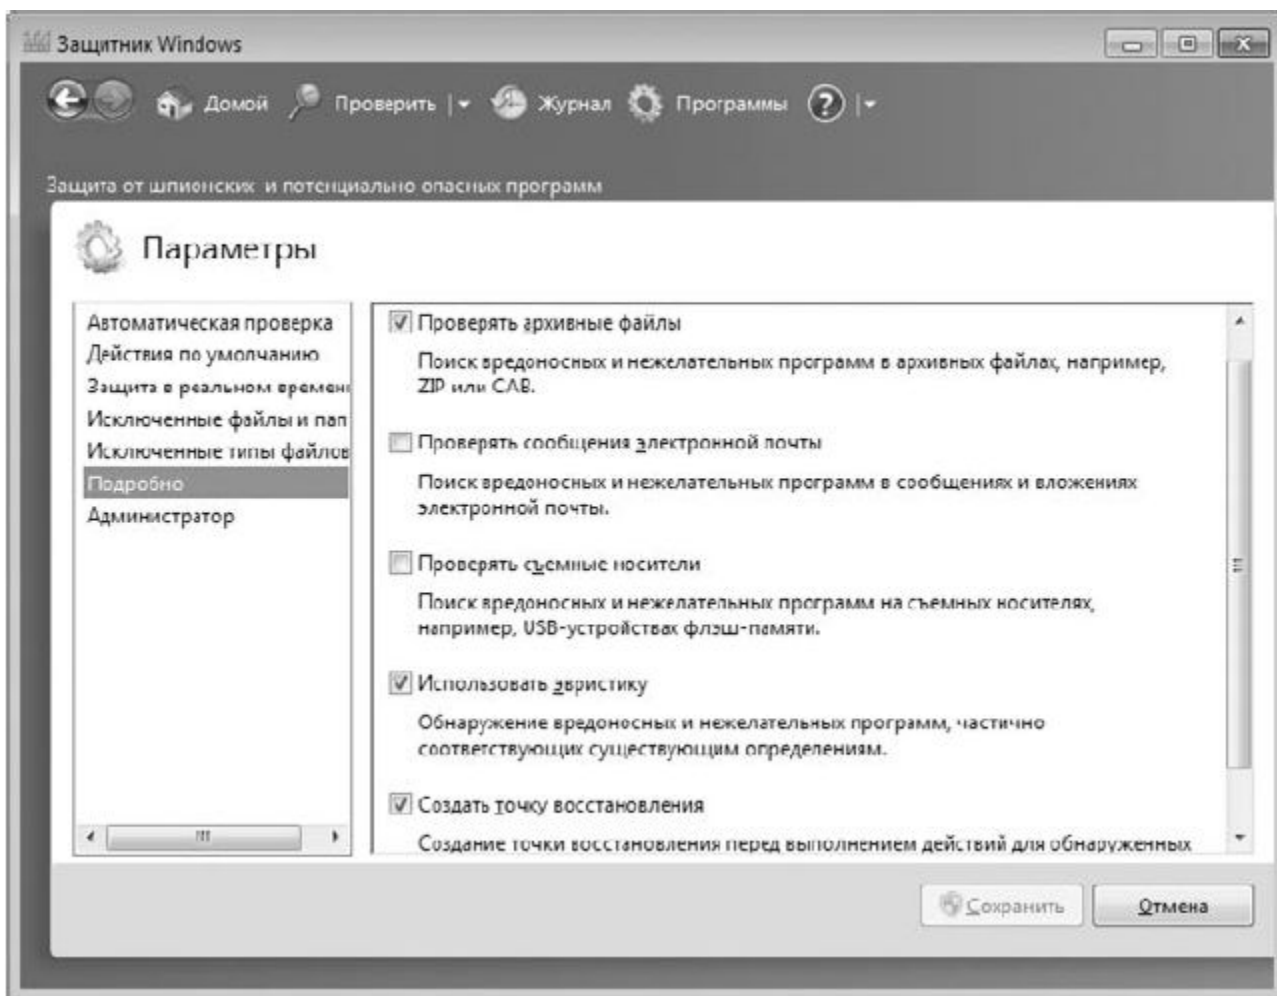 Защитник Windows
Домой Проверить Журнал Программы ?
Защита от шпионских и потенциально опасных программ
Параметры
Автоматическая проверка
Действия по умолчанию
Защита в реальном времени
Исключенные файлы и пап
Исключенные типы файлов
Подробно
Администратор
Проверять архивные файлы
Поиск вредоносных и нежелательных программ в архивных файлах, например,
ZIP или CAB.
Проверять сообщения электронной почты
Поиск вредоносных и нежелательных программ в сообщениях и вложениях
электронной почты.
Проверять съемные носители
Поиск вредоносных и нежелательных программ на съемных носителях,
например, USB-устройствах флэш-памяти.
Использовать эвристику
Обнаружение вредоносных и нежелательных программ, частично
соответствующих существующим определениям.
Создать точку восстановления
Создание точки восстановления перед выполнением действий для обнаруженных
Сохранить
Отмена